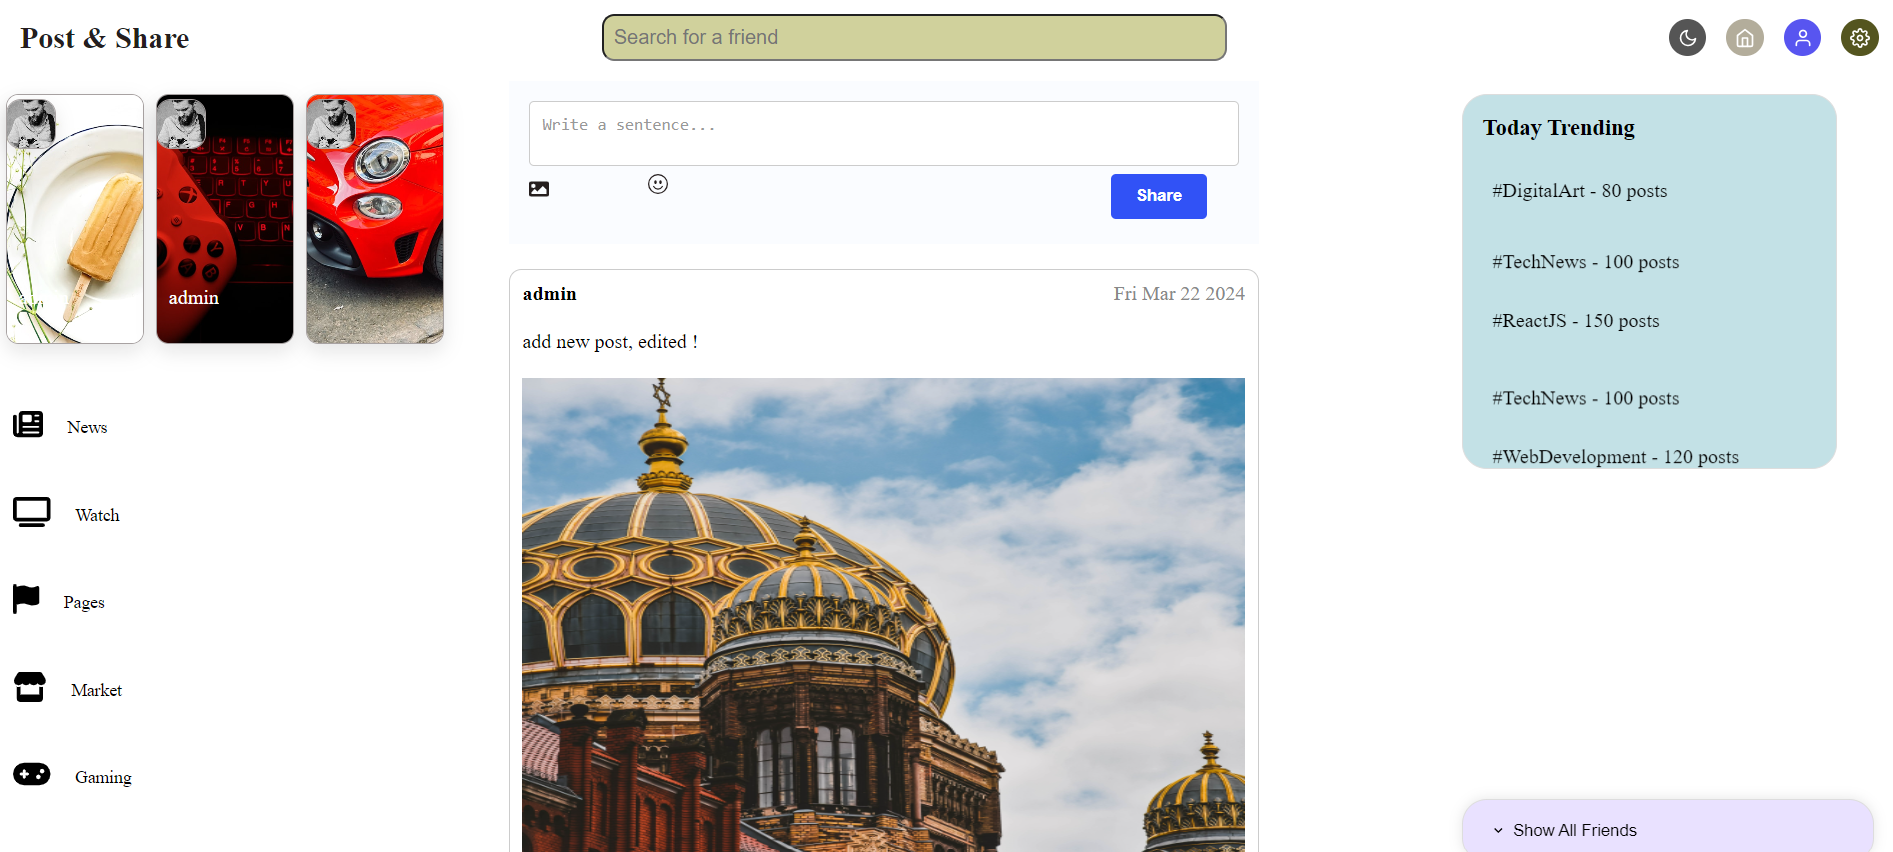 Post & Share
Search for a friend
admin
News
Watch
Pages
Market
Gaming
Write a sentence...
Share
admin
Fri Mar 22 2024
add new post, edited !
Today Trending
#DigitalArt - 80 posts
#TechNews - 100 posts
#ReactJS - 150 posts
#TechNews - 100 posts
#WebDevelopment - 120 posts
Show All Friends